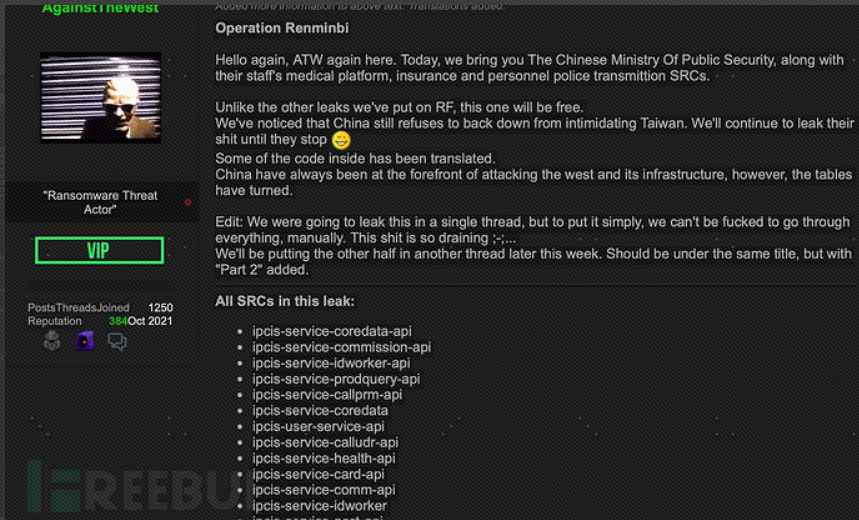 AgainstTheWest
Added more information to above text. Translations added.
Operation Renminbi
Hello again, ATW again here. Today, we bring you The Chinese Ministry Of Public Security, along with
their staff's medical platform, insurance and personnel police transmittion SRCs.
Unlike the other leaks we've put on RF, this one will be free.
We've noticed that China still refuses to back down from intimidating Taiwan. We'll continue to leak their
shit until they stop
Some of the code inside has been translated.
China have always been at the forefront of attacking the west and its infrastructure, however, the tables
have turned.
"Ransomware Threat
Actor"
VIP
Edit: We were going to leak this in a single thread, but to put it simply, we can't be fucked to go through
everything, manually. This shit is so draining ;-;...
We'll be putting the other half in another thread later this week. Should be under the same title, but with
"Part 2" added.
PostsThreadsJoined 1250
Reputation 384Oct 2021
All SRCs in this leak:
ipcis-service-coredata-api
ipcis-service-commission-api
ipcis-service-idworker-api
ipcis-service-prodquery-api
ipcis-service-callprm-api
ipcis-service-coredata
ipcis-user-service-api
ipcis-service-calludr-api
ipcis-service-health-api
ipcis-service-card-api
ipcis-service-comm-api
ipcis-service-idworker
FREEBU